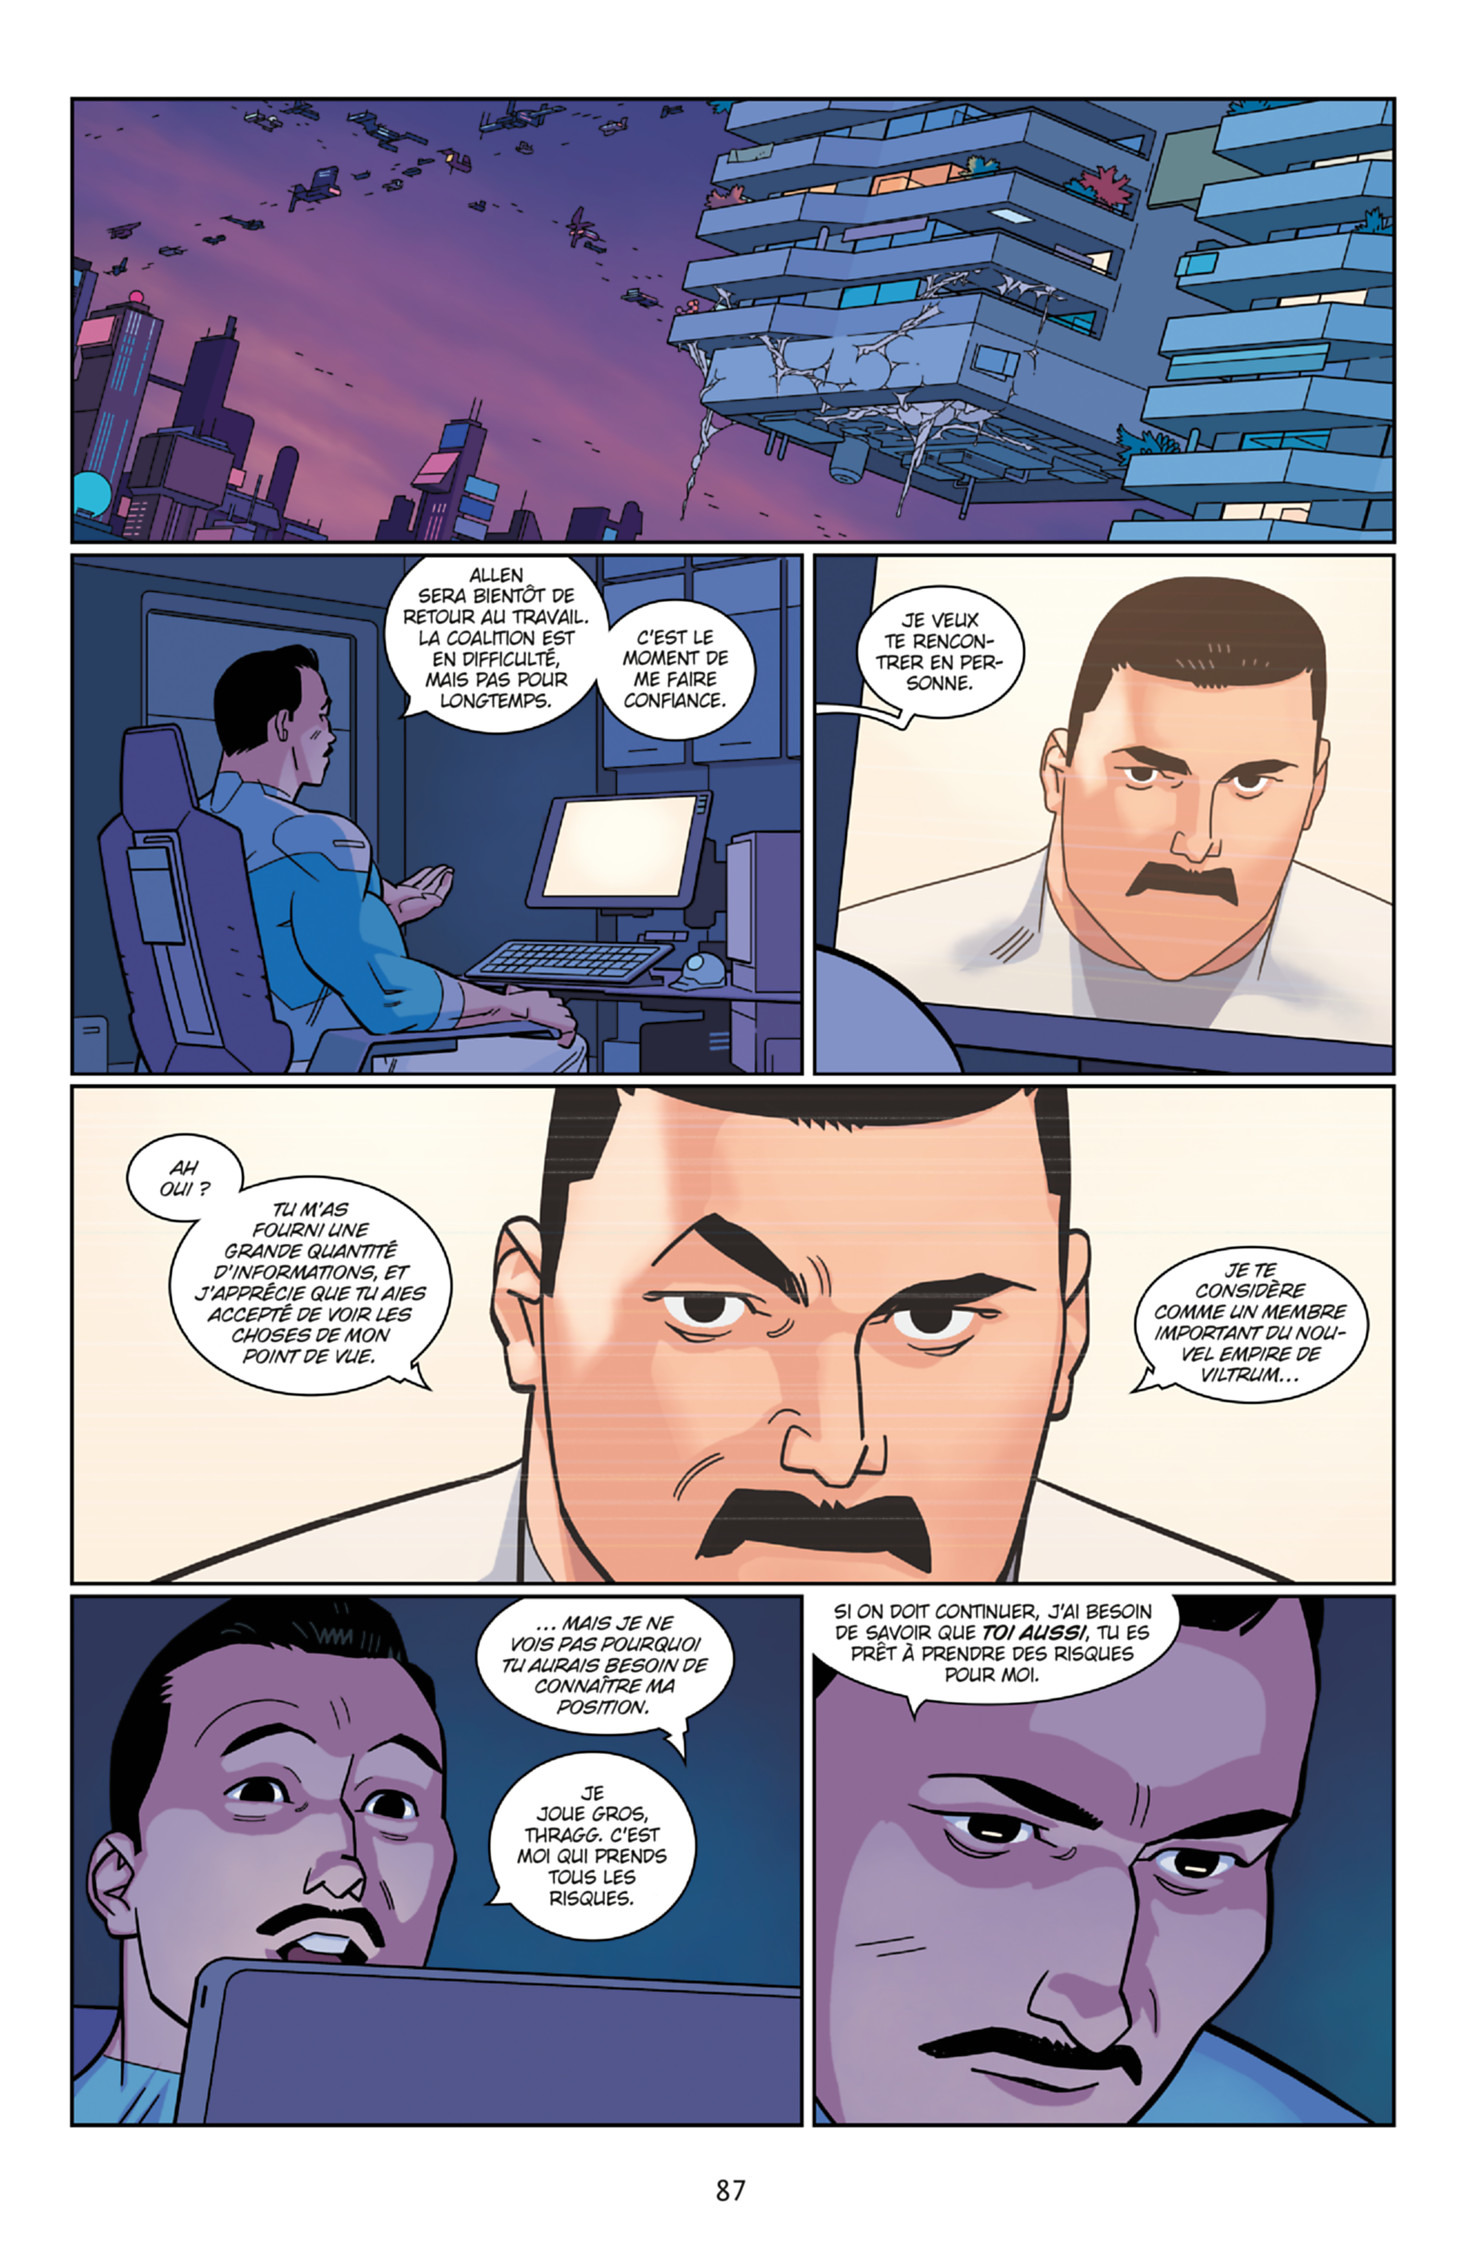 ALLEN
SERA BIENTÔT DE
RETOUR AU TRAVAIL.
LA COALITION EST
EN DIFFICULTÉ,
MAIS PAS POUR
LONGTEMPS.
C'EST LE
MOMENT DE
ME FAIRE
CONFIANCE.
JE VEUX
TE RENCON-
TRER EN PER-
SONNE.
AH
OUI ?
TU M'AS
FOURNI UNE
GRANDE QUANTITÉ
D'INFORMATIONS, ET
J'APPRÉCIE QUE TU AIES
ACCEPTÉ DE VOIR LES
CHOSES DE MON
POINT DE VUE.
JE TE
CONSIDÈRE
COMME UN MEMBRE
IMPORTANT DU NOU-
VEL EMPIRE DE
VILTRUM...
... MAIS JE NE
VOIS PAS POURQUOI
TU AURAIS BESOIN DE
CONNAÎTRE MA
POSITION.
JE
JOUE GROS,
THRAGG. C'EST
MOI QUI PRENDS
TOUS LES
RISQUES.
SI ON DOIT CONTINUER, J'AI BESOIN
DE SAVOIR QUE TOI AUSSI, TU ES
PRÊT À PRENDRE DES RISQUES
POUR MOI.
87